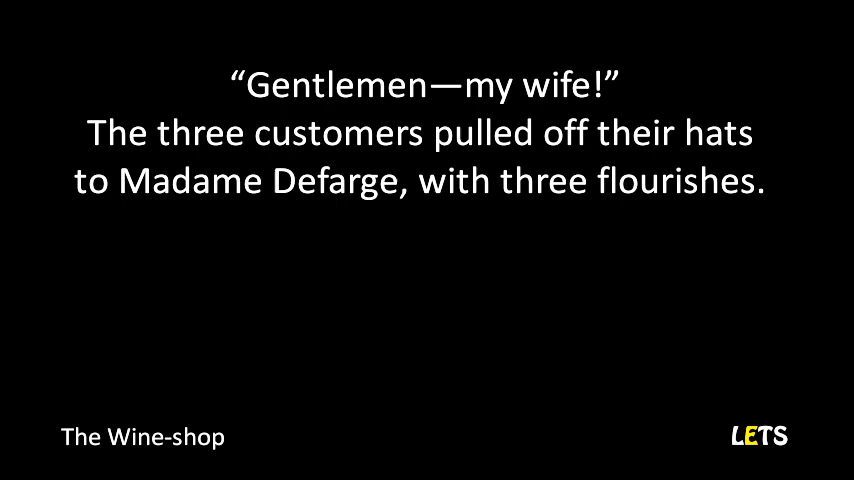 “Gentlemen—my wife!”
The three customers pulled off their hats
to Madame Defarge, with three flourishes.
The Wine-shop
LETS